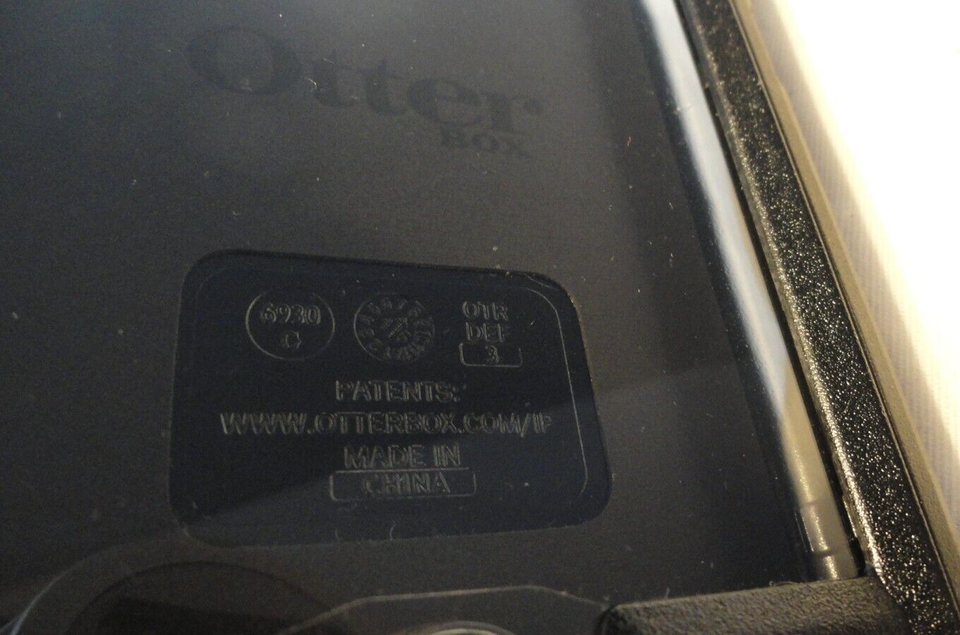 Otter
BOX
6930
G
OTR
DEF
3
PATENTS:
WWW.OTTERBOX.COM/IP
MADE IN
CHINA